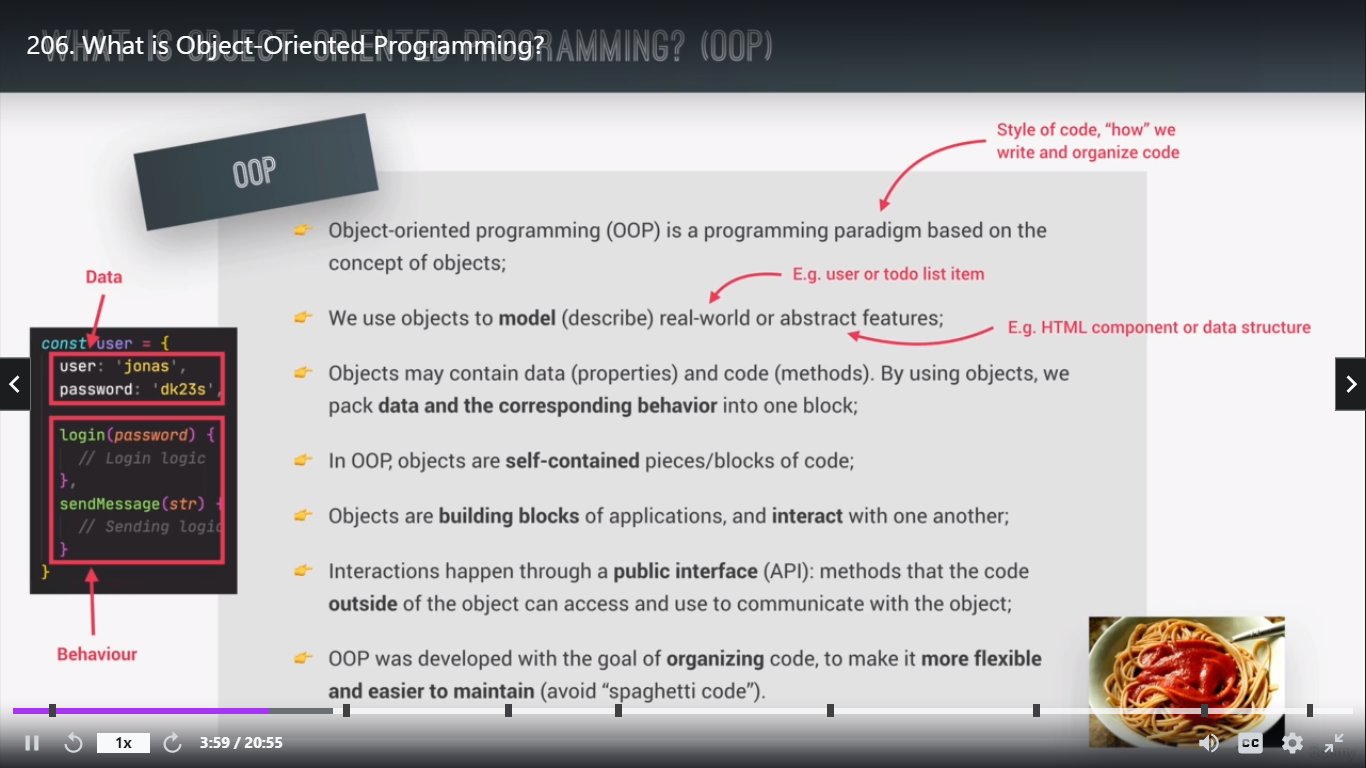 206. What is Object-Oriented Programming?
WHAT IS OBJECT-ORIENTED PROGRAMMING? (OOP)
OOP
Style of code, “how” we
write and organize code
👉 Object-oriented programming (OOP) is a programming paradigm based on the
concept of objects;
E.g. user or todo list item
👉 We use objects to model (describe) real-world or abstract features;
E.g. HTML component or data structure
👉 Objects may contain data (properties) and code (methods). By using objects, we
pack data and the corresponding behavior into one block;
👉 In OOP, objects are self-contained pieces/blocks of code;
👉 Objects are building blocks of applications, and interact with one another;
👉 Interactions happen through a public interface (API): methods that the code
outside of the object can access and use to communicate with the object;
👉 OOP was developed with the goal of organizing code, to make it more flexible
and easier to maintain (avoid “spaghetti code”).
Data
const user = {
user: 'jonas',
password: 'dk23s',
login(password) {
// Login logic
},
sendMessage(str) {
// Sending logic
}
}
Behaviour
1x
3:59 / 20:55
CC